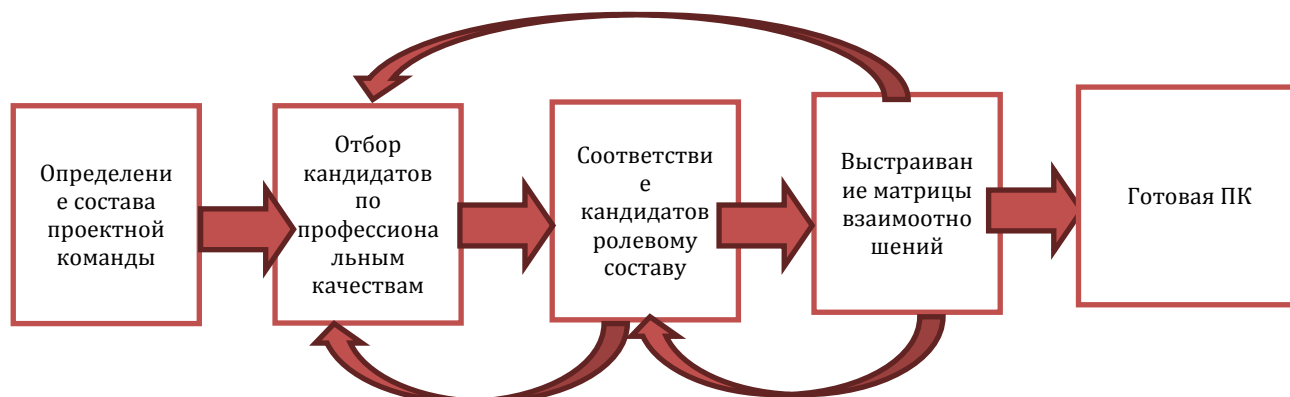 Определени
е состава
проектной
команды
Отбор
кандидатов
по
профессиона
льным
качествам
Соответстви
е
кандидатов
ролевому
составу
Выстраиван
ие матрицы
взаимоотно
шений
Готовая ПК